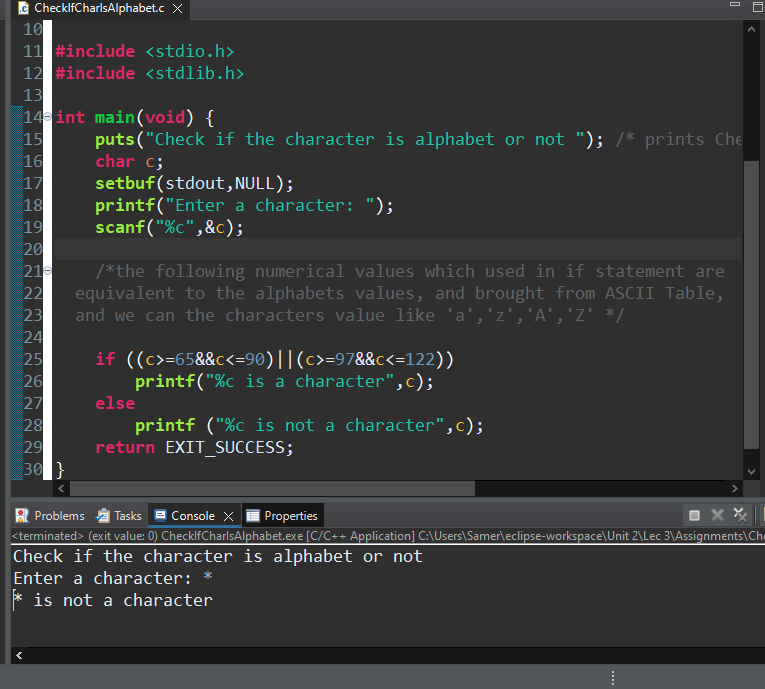 CheckIfCharIsAlphabet.c
10
11 #include <stdio.h>
12 #include <stdlib.h>
13
14 int main(void) {
15 puts("Check if the character is alphabet or not "); /* prints Che
16 char c;
17 setbuf(stdout,NULL);
18 printf("Enter a character: ");
19 scanf("%c",&c);
20
21 /*the following numerical values which used in if statement are
22 equivalent to the alphabets values, and brought from ASCII Table,
23 and we can the characters value like 'a','z','A','Z' */
24
25 if ((c>=65&&c<=90)||(c>=97&&c<=122))
26 printf("%c is a character",c);
27 else
28 printf ("%c is not a character",c);
29 return EXIT_SUCCESS;
30 }
Problems Tasks Console Properties
<terminated> (exit value: 0) CheckIfCharIsAlphabet.exe [C/C++ Application] C:\Users\Samer\eclipse-workspace\Unit 2\Lec 3\Assignments\Che
Check if the character is alphabet or not
Enter a character: *
* is not a character